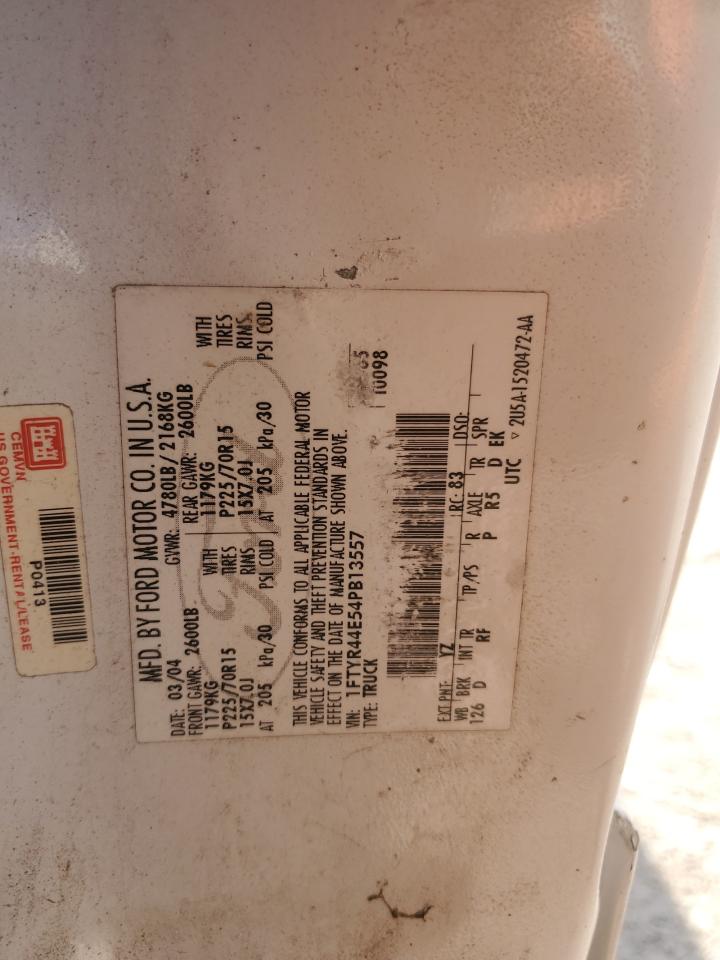 CEMVN
US GOVERNMENT RENTAL/LEASE
P0413
MFD. BY FORD MOTOR CO. IN U.S.A.
DATE: 03/04 GVWR: 4780LB/2168KG
FRONT GAWR: 2600LB REAR GAWR: 2600LB
1179KG WITH 1179KG WITH
P225/70R15 TIRES P225/70R15 TIRES
15X7.0J RIMS 15X7.0J RIMS
AT 205 kPa/30 PSI COLD AT 205 kPa/30 PSI COLD
THIS VEHICLE CONFORMS TO ALL APPLICABLE FEDERAL MOTOR
VEHICLE SAFETY AND THEFT PREVENTION STANDARDS IN
EFFECT ON THE DATE OF MANUFACTURE SHOWN ABOVE.
VIN: 1FTYR44E54PB13557
TYPE: TRUCK
10098
EXT PNT: YZ RC: 83 DSO:
WB BRK INT TR TP/PS R AXLE TR SPR
126 D RF P R5 D EK
UTC ▽ 2U5A-1520472-AA